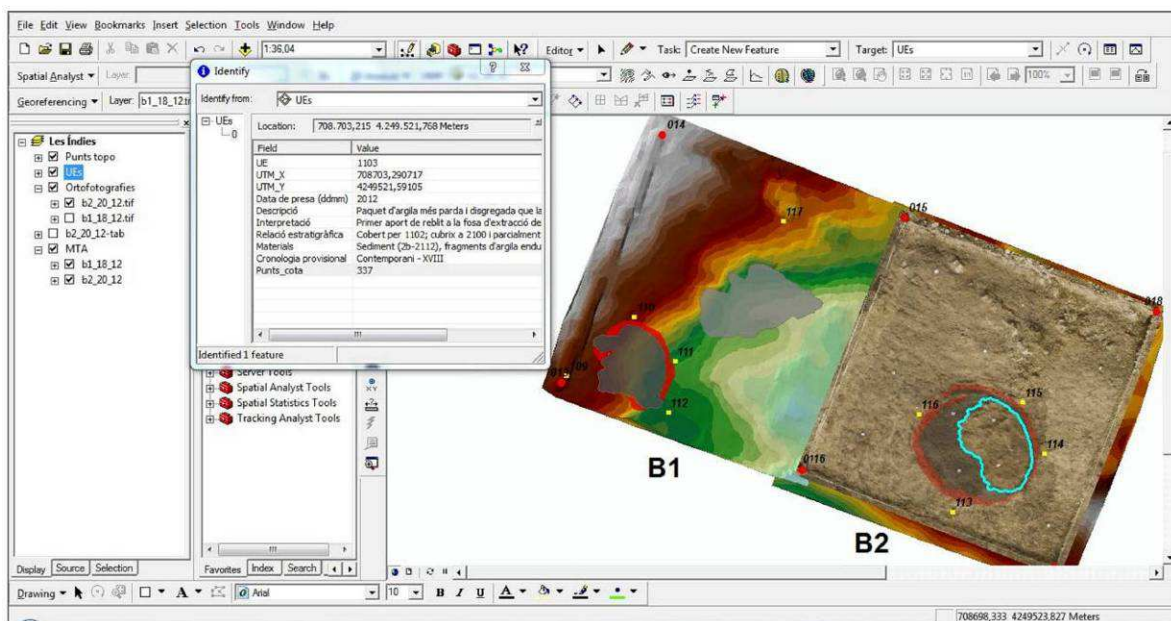 File Edit View Bookmarks Insert Selection Tools Window Help
1:36,04 Editor Task: Create New Feature Target: UEs
Spatial Analyst Layer: 100%
Georeferencing Layer: b1_18_12.
Identify
Identify from: UEs
UEs
0
Location: 708.703,215 4.249.521,768 Meters
Field Value
UE 1103
UTM_X 708703,290717
UTM_Y 4249521,59105
Data de presa (ddmm) 2012
Descripció Paquet d'argila més parda i disgregada que la
Interpretació Primer aport de reblit a la fosa d'extracció de
Relació estratigràfica Cobert per 1102; cubrix a 2100 i parcialment
Materials Sediment (2b-2112), fragments d'argila endu
Cronologia provisional Contemporani - XVIII
Punts_cota 337
Identified 1 feature
Les Índies
Punts topo
UEs
Ortofotografies
b2_20_12.tif
b1_18_12.tif
b2_20_12-tab
MTA
b1_18_12
b2_20_12
Server Tools
Spatial Analyst Tools
Spatial Statistics Tools
Tracking Analyst Tools
014
117
015
018
110
109
111
112
0116
116
115
114
113
B1
B2
Display Source Selection
Favorites Index Search
Drawing A Arial 10 B I U A
708698,333 4249523,827 Meters